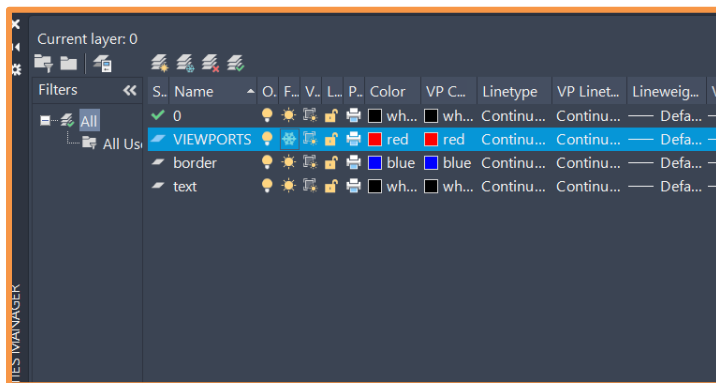 Current layer: 0
Filters
S.. Name O. F... V.. L... P.. Color VP C... Linetype VP Linet... Lineweig... V
0 wh... wh... Continu... Continu... Defa...
All
VIEWPORTS red red Continu... Continu... Defa...
All Us
border blue blue Continu... Continu... Defa...
text wh... wh... Continu... Continu... Defa...
IES MANAGER